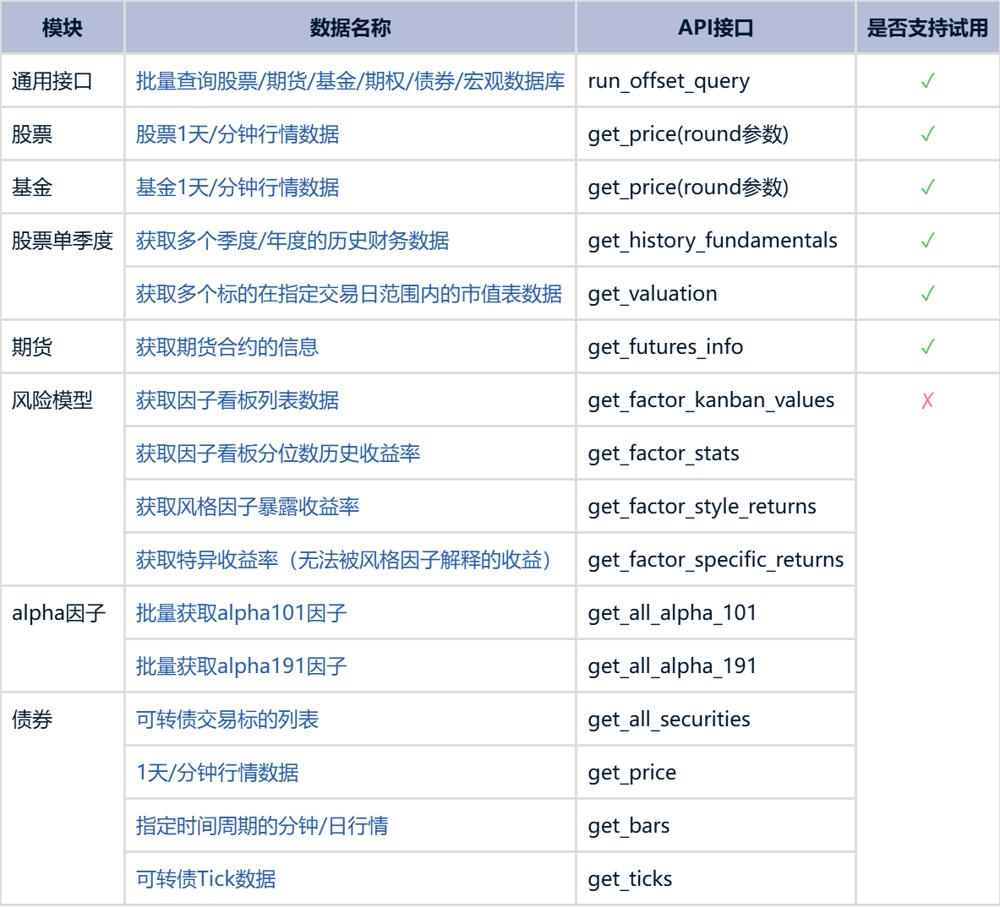 模块 数据名称 API接口 是否支持试用
通用接口 批量查询股票/期货/基金/期权/债券/宏观数据库 run_offset_query ✓
股票 股票1天/分钟行情数据 get_price(round参数) ✓
基金 基金1天/分钟行情数据 get_price(round参数) ✓
股票单季度 获取多个季度/年度的历史财务数据 get_history_fundamentals ✓
获取多个标的在指定交易日范围内的市值表数据 get_valuation ✓
期货 获取期货合约的信息 get_futures_info ✓
风险模型 获取因子看板列表数据 get_factor_kanban_values ✗
获取因子看板分位数历史收益率 get_factor_stats
获取风格因子暴露收益率 get_factor_style_returns
获取特异收益率（无法被风格因子解释的收益） get_factor_specific_returns
alpha因子 批量获取alpha101因子 get_all_alpha_101
批量获取alpha191因子 get_all_alpha_191
债券 可转债交易标的列表 get_all_securities
1天/分钟行情数据 get_price
指定时间周期的分钟/日行情 get_bars
可转债Tick数据 get_ticks